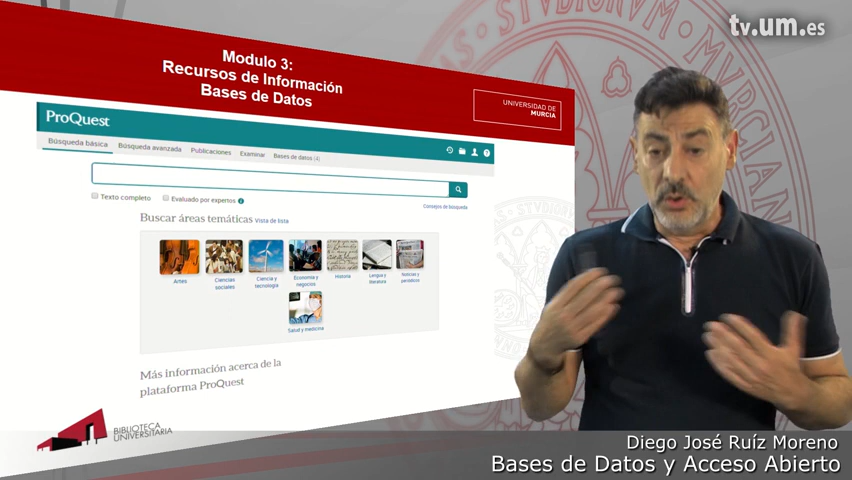 tv.um.es
Modulo 3:
Recursos de Información
Bases de Datos
UNIVERSIDAD DE
MURCIA
ProQuest
Búsqueda básica Búsqueda avanzada Publicaciones Examinar Bases de datos (4)
Texto completo Evaluado por expertos
Consejos de búsqueda
Buscar áreas temáticas Vista de lista
Artes
Ciencias
sociales
Ciencia y
tecnología
Economía y
negocios
Historia
Lengua y
literatura
Noticias y
periódicos
Salud y medicina
Más información acerca de la
plataforma ProQuest
BIBLIOTECA
UNIVERSITARIA
Diego José Ruíz Moreno
Bases de Datos y Acceso Abierto